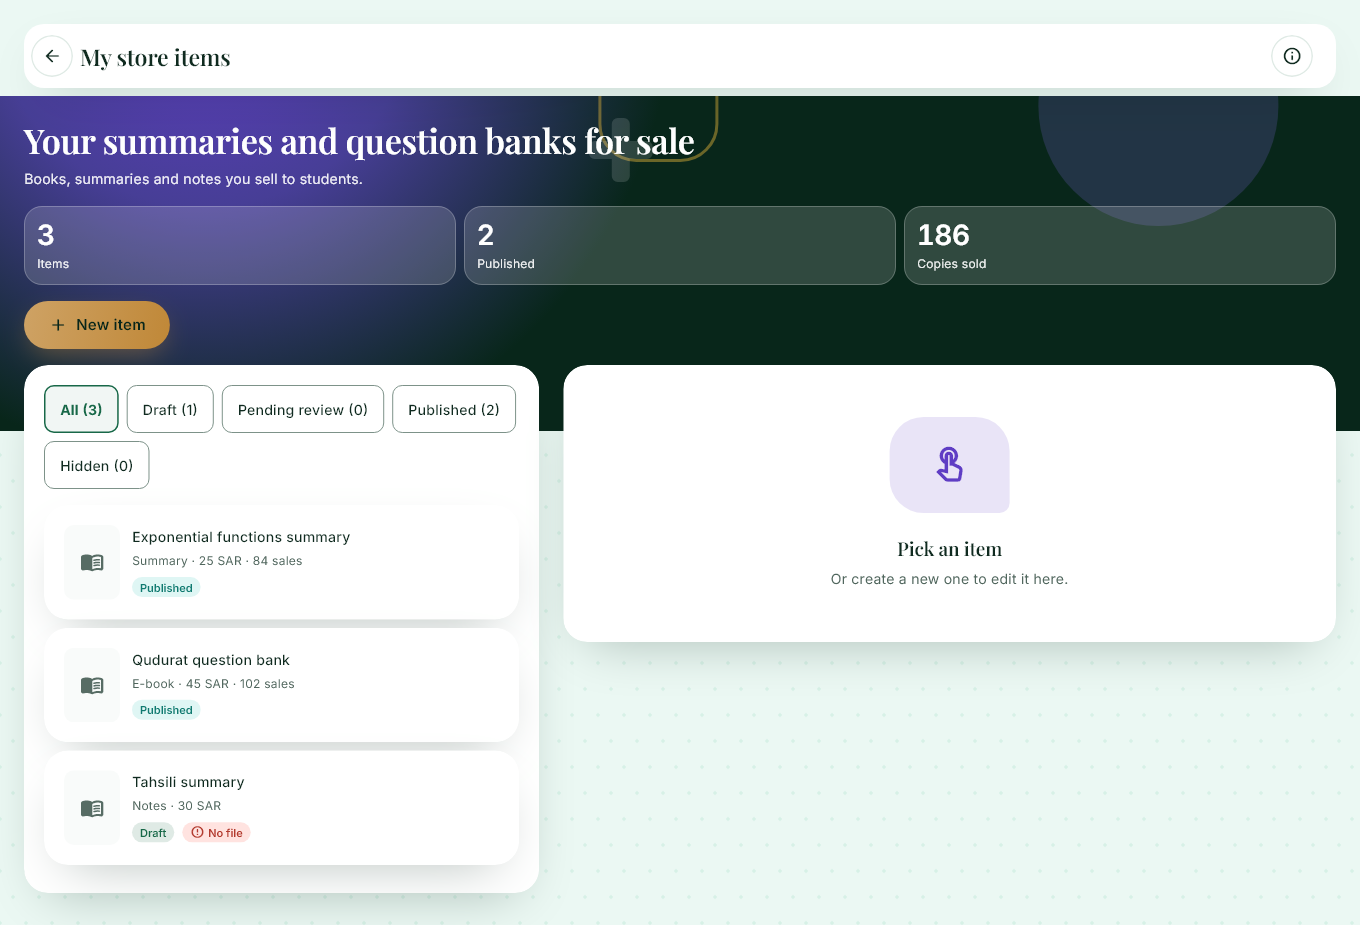 My store items
Your summaries and question banks for sale
Books, summaries and notes you sell to students.
3
Items
2
Published
186
Copies sold
New item
All (3)
Draft (1)
Pending review (0)
Published (2)
Hidden (0)
Exponential functions summary
Summary · 25 SAR · 84 sales
Published
Qudurat question bank
E-book · 45 SAR · 102 sales
Published
Tahsili summary
Notes · 30 SAR
Draft
No file
Pick an item
Or create a new one to edit it here.